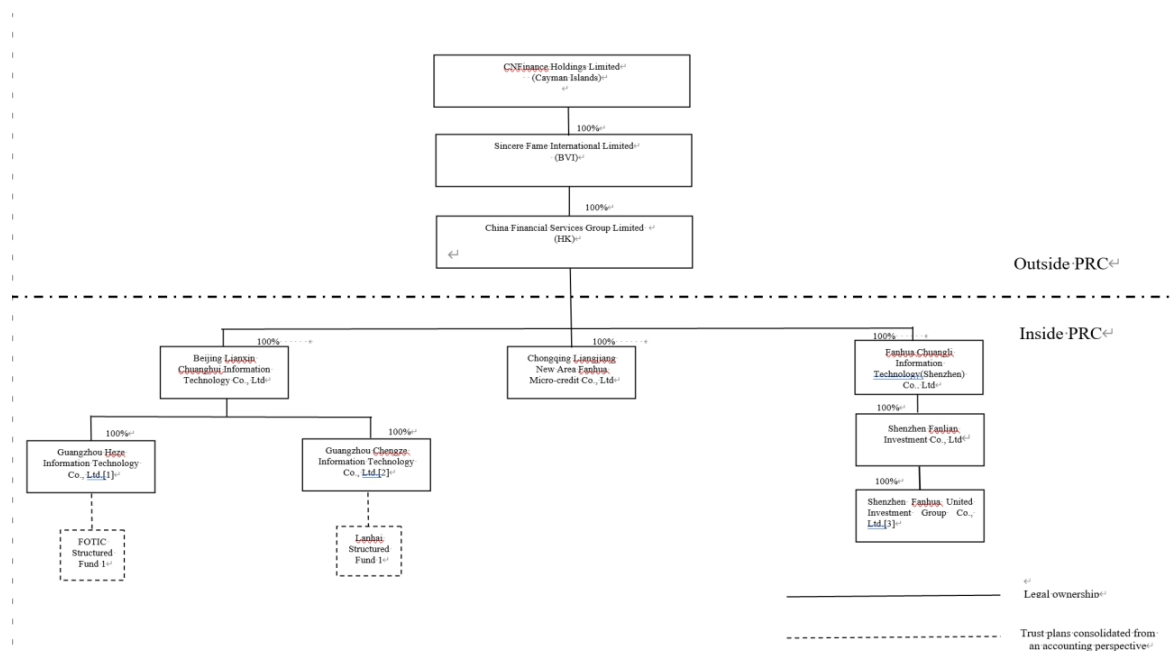 CNFinance Holdings Limited
(Cayman Islands)
100%
Sincere Fame International Limited
(BVI)
100%
China Financial Services Group Limited
(HK)
Outside PRC
Inside PRC
100%
Beijing Lianxin
Chuanghui Information
Technology Co., Ltd
100%
Chongqing Liangjiang
New Area Fanhua
Micro-credit Co., Ltd
100%
Fanhua Chuangli
Information
Technology(Shenzhen)
Co., Ltd
100%
Guangzhou Heze
Information Technology
Co., Ltd.[1]
100%
Guangzhou Chengze
Information Technology
Co., Ltd.[2]
100%
Shenzhen Fanlian
Investment Co., Ltd
100%
Shenzhen Fanhua United
Investment Group Co.,
Ltd.[3]
FOTIC
Structured
Fund 1
Lanhai
Structured
Fund 1
Legal ownership
Trust plans consolidated from
an accounting perspective